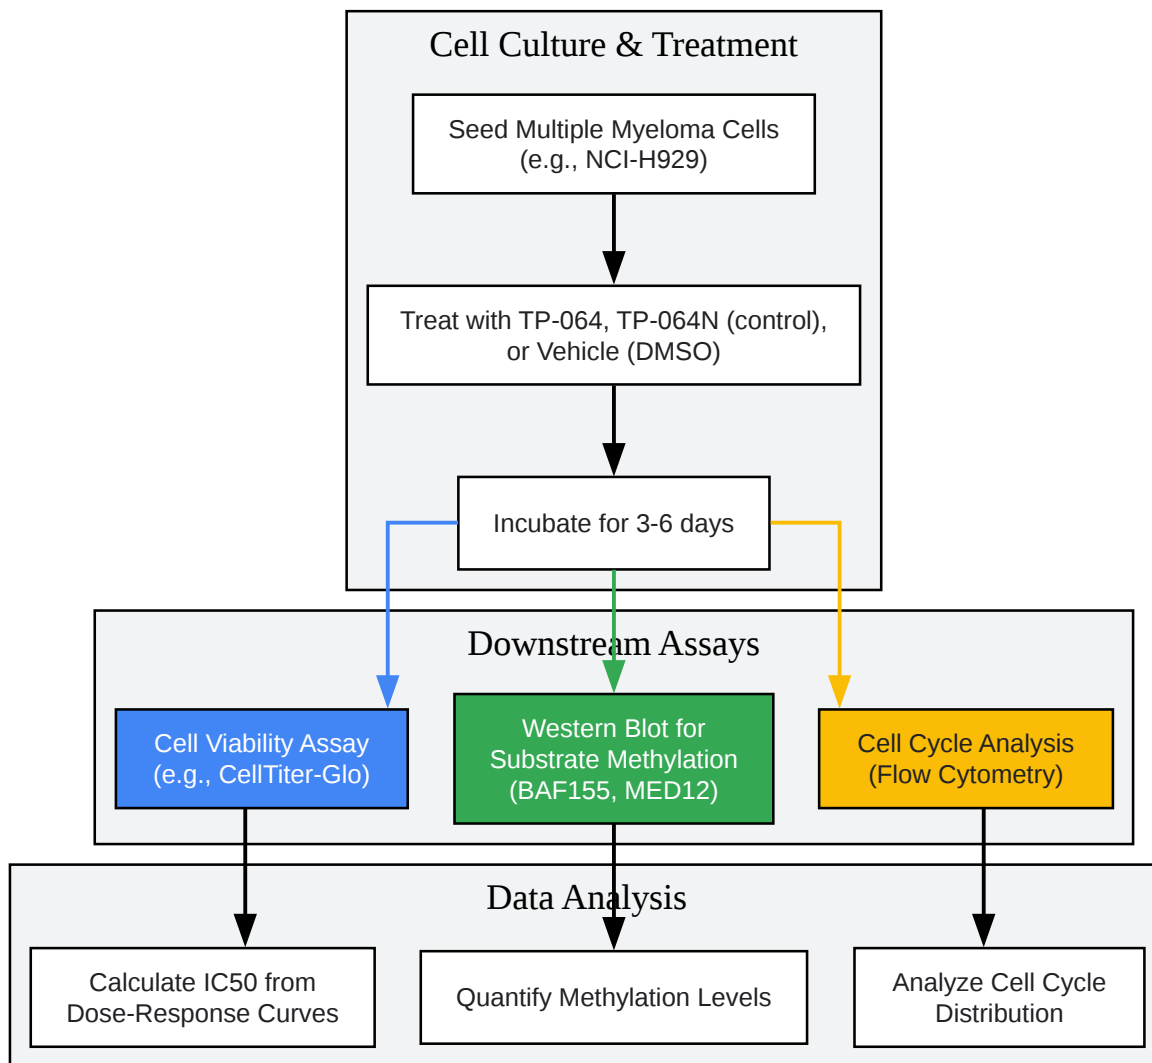 Cell Culture & Treatment
Seed Multiple Myeloma Cells
(e.g., NCI-H929)
Treat with TP-064, TP-064N (control),
or Vehicle (DMSO)
Incubate for 3-6 days
Downstream Assays
Cell Viability Assay
(e.g., CellTiter-Glo)
Western Blot for
Substrate Methylation
(BAF155, MED12)
Cell Cycle Analysis
(Flow Cytometry)
Data Analysis
Calculate IC50 from
Dose-Response Curves
Quantify Methylation Levels
Analyze Cell Cycle
Distribution